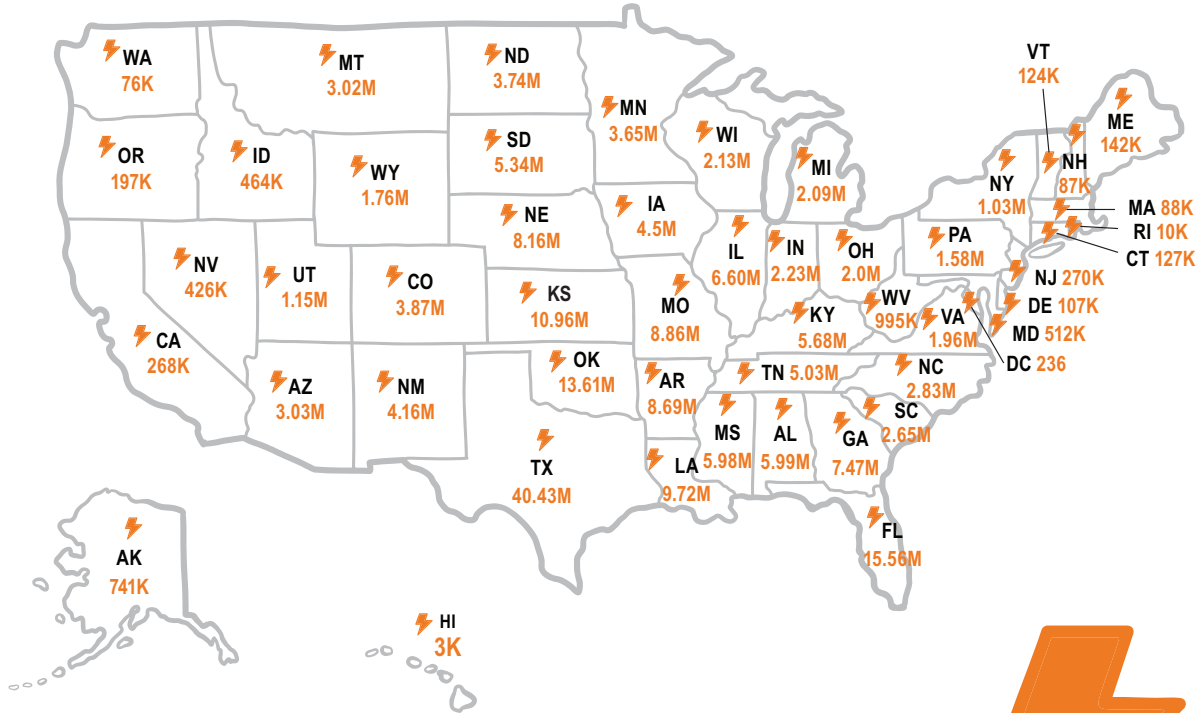 WA
76K
MT
3.02M
ND
3.74M
MN
3.65M
VT
124K
ME
142K
OR
197K
ID
464K
WY
1.76M
SD
5.34M
WI
2.13M
MI
2.09M
NY
1.03M
NH
87K
MA 88K
RI 10K
CT 127K
NE
8.16M
IA
4.5M
NV
426K
UT
1.15M
CO
3.87M
KS
10.96M
MO
8.86M
IL
6.60M
IN
2.23M
OH
2.0M
PA
1.58M
NJ 270K
DE 107K
MD 512K
DC 236
WV
995K
VA
1.96M
KY
5.68M
CA
268K
AZ
3.03M
NM
4.16M
OK
13.61M
AR
8.69M
TN 5.03M
NC
2.83M
SC
2.65M
MS
5.98M
AL
5.99M
GA
7.47M
TX
40.43M
LA
9.72M
FL
15.56M
AK
741K
HI
3K